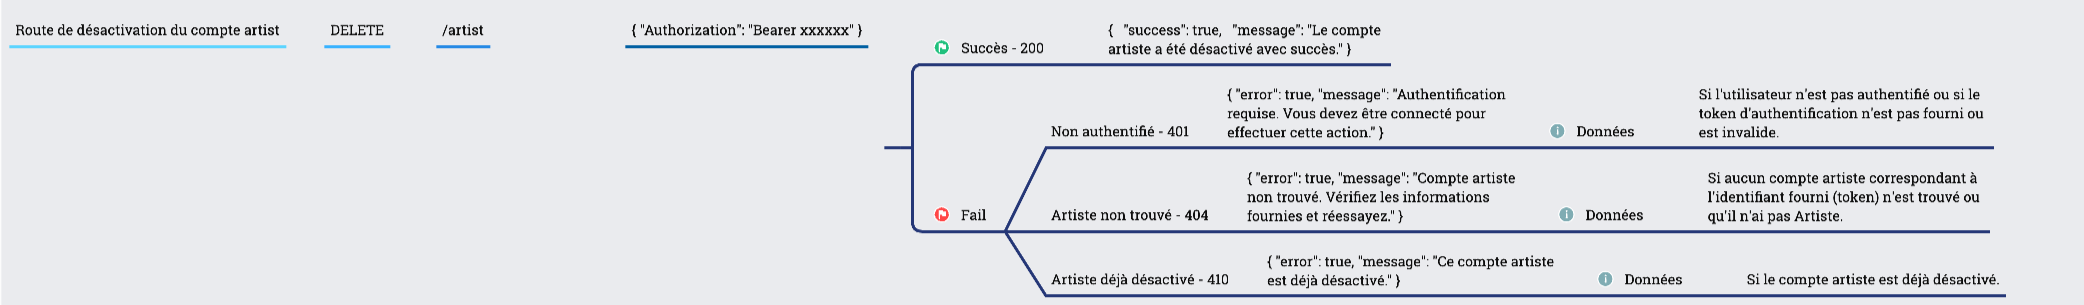 Route de désactivation du compte artist
DELETE
/artist
{ "Authorization": "Bearer xxxxxx" }
Succès - 200
{ "success": true, "message": "Le compte
artiste a été désactivé avec succès." }
Fail
Non authentifié - 401
{ "error": true, "message": "Authentification
requise. Vous devez être connecté pour
effectuer cette action." }
Données
Si l'utilisateur n'est pas authentifié ou si le
token d'authentification n'est pas fourni ou
est invalide.
Artiste non trouvé - 404
{ "error": true, "message": "Compte artiste
non trouvé. Vérifiez les informations
fournies et réessayez." }
Données
Si aucun compte artiste correspondant à
l'identifiant fourni (token) n'est trouvé ou
qu'il n'ai pas Artiste.
Artiste déjà désactivé - 410
{ "error": true, "message": "Ce compte artiste
est déjà désactivé." }
Données
Si le compte artiste est déjà désactivé.